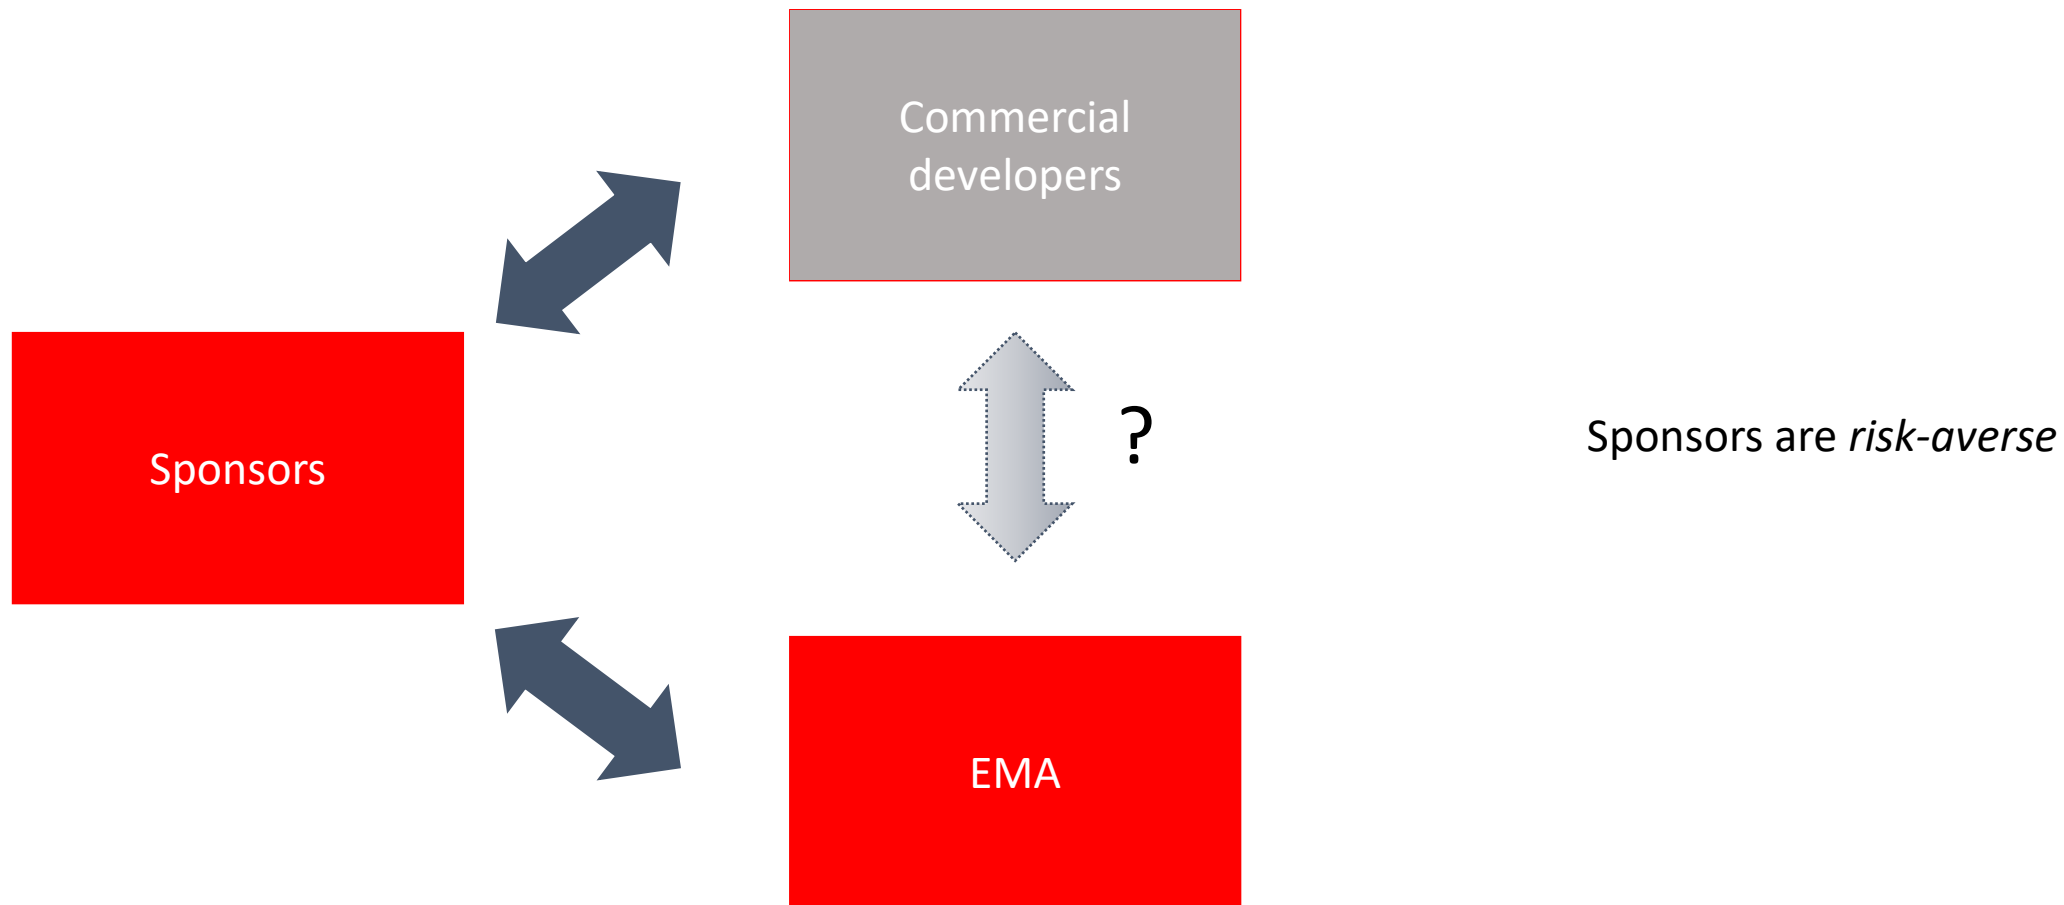 Commercial
developers
Sponsors
?
Sponsors are risk-averse
EMA